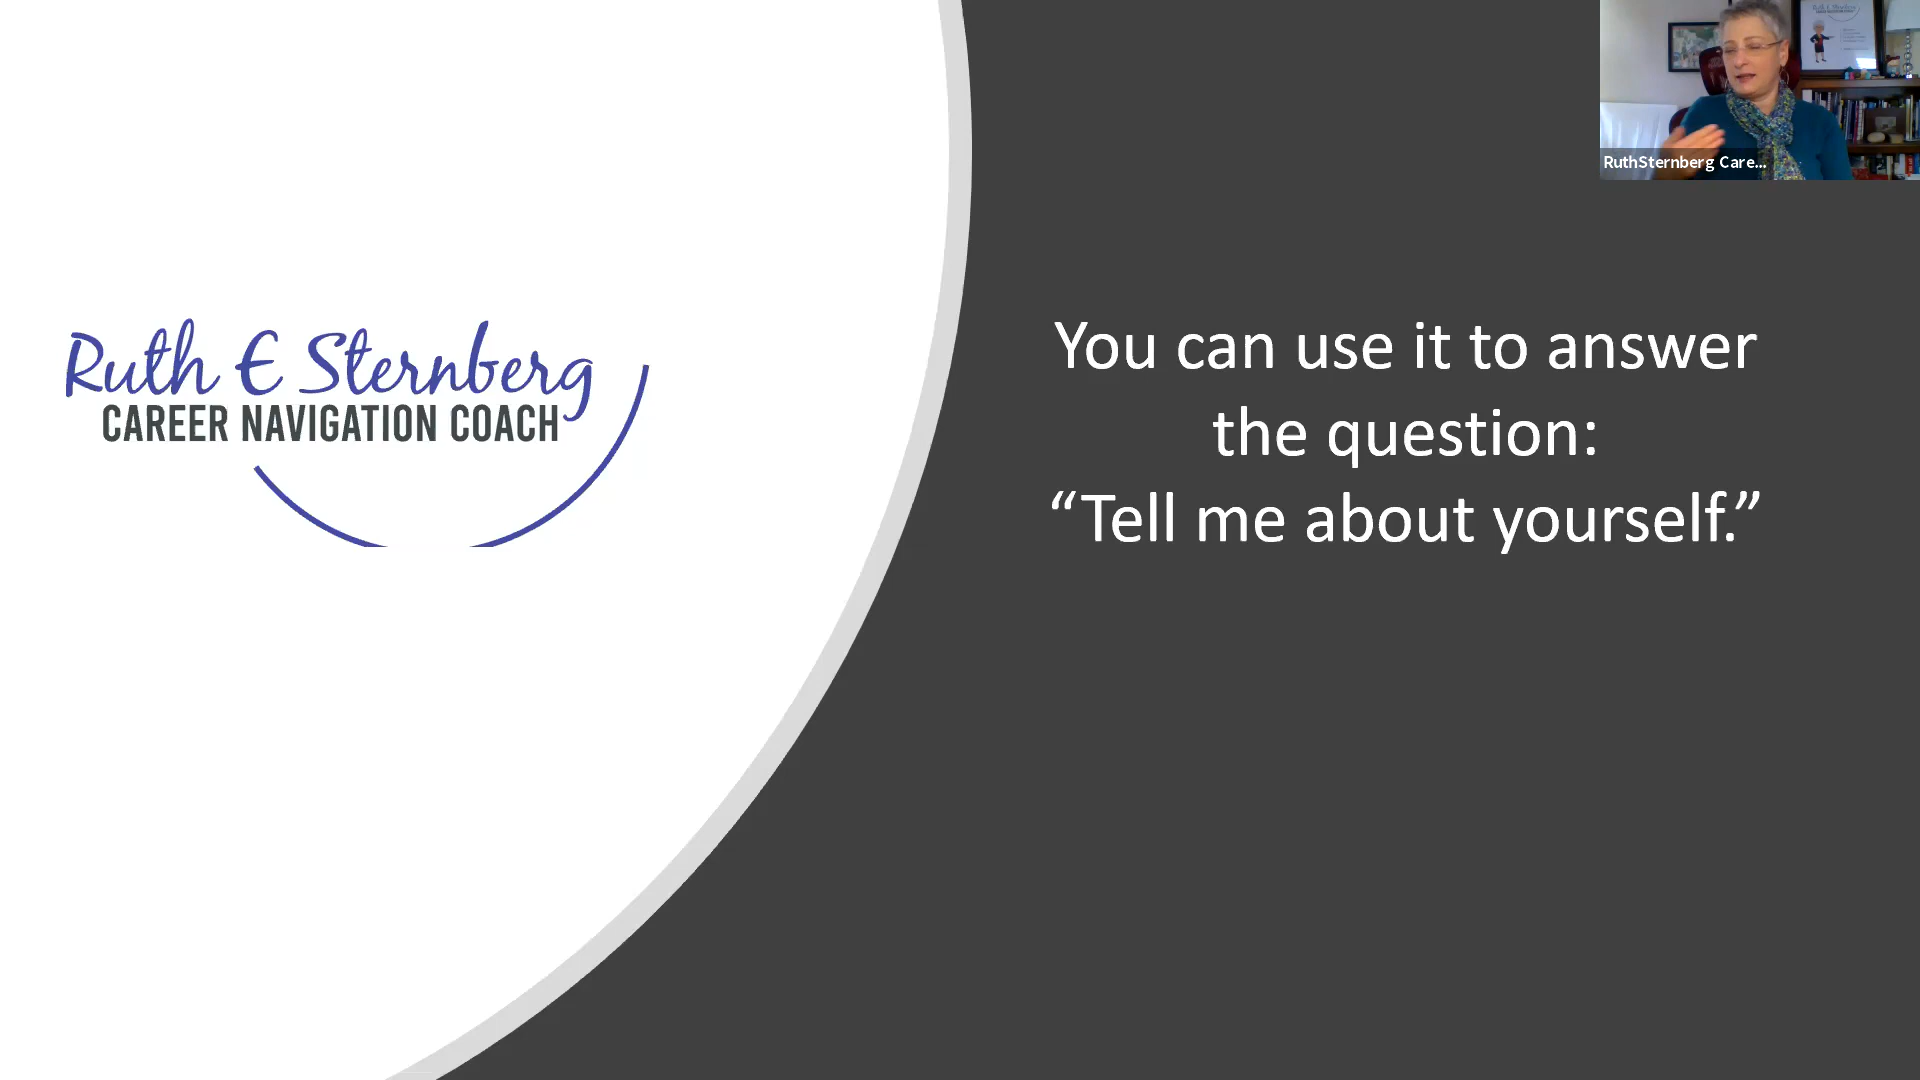 Ruth E Sternberg
CAREER NAVIGATION COACH
You can use it to answer
the question:
“Tell me about yourself.”
RuthSternberg Care...